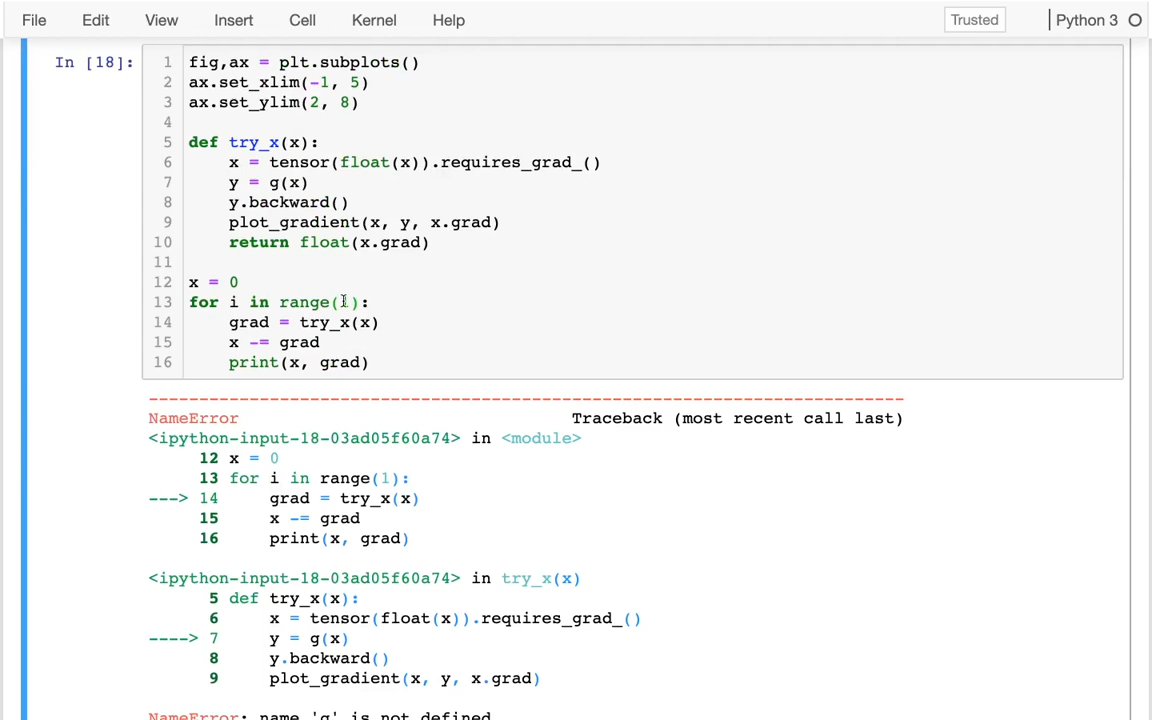 File Edit View Insert Cell Kernel Help Trusted Python 3
In [18]: 1 fig,ax = plt.subplots()
2 ax.set_xlim(-1, 5)
3 ax.set_ylim(2, 8)
4
5 def try_x(x):
6     x = tensor(float(x)).requires_grad_()
7     y = g(x)
8     y.backward()
9     plot_gradient(x, y, x.grad)
10     return float(x.grad)
11
12 x = 0
13 for i in range(1):
14     grad = try_x(x)
15     x -= grad
16     print(x, grad)
---------------------------------------------------------------------------
NameError                                 Traceback (most recent call last)
<ipython-input-18-03ad05f60a74> in <module>
     12 x = 0
     13 for i in range(1):
---> 14     grad = try_x(x)
     15     x -= grad
     16     print(x, grad)
<ipython-input-18-03ad05f60a74> in try_x(x)
      5 def try_x(x):
      6     x = tensor(float(x)).requires_grad_()
----> 7     y = g(x)
      8     y.backward()
      9     plot_gradient(x, y, x.grad)
NameError: name 'g' is not defined